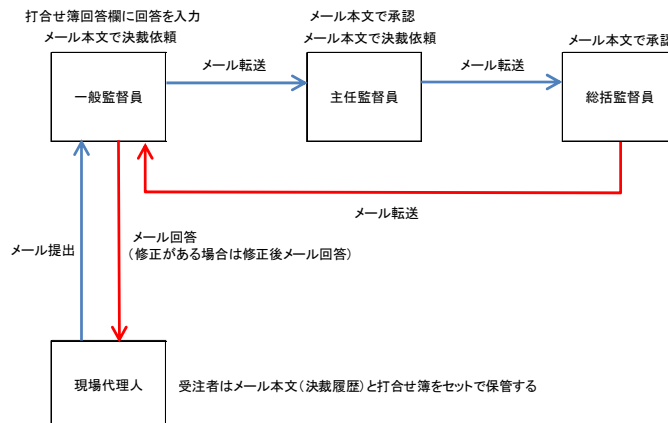 打合せ簿回答欄に回答を入力
メール本文で決裁依頼
メール本文で承認
メール本文で決裁依頼
メール本文で承認
メール転送
メール転送
一般監督員
主任監督員
総括監督員
メール転送
メール提出
メール回答
（修正がある場合は修正後メール回答）
現場代理人
受注者はメール本文（決裁履歴）と打合せ簿をセットで保管する